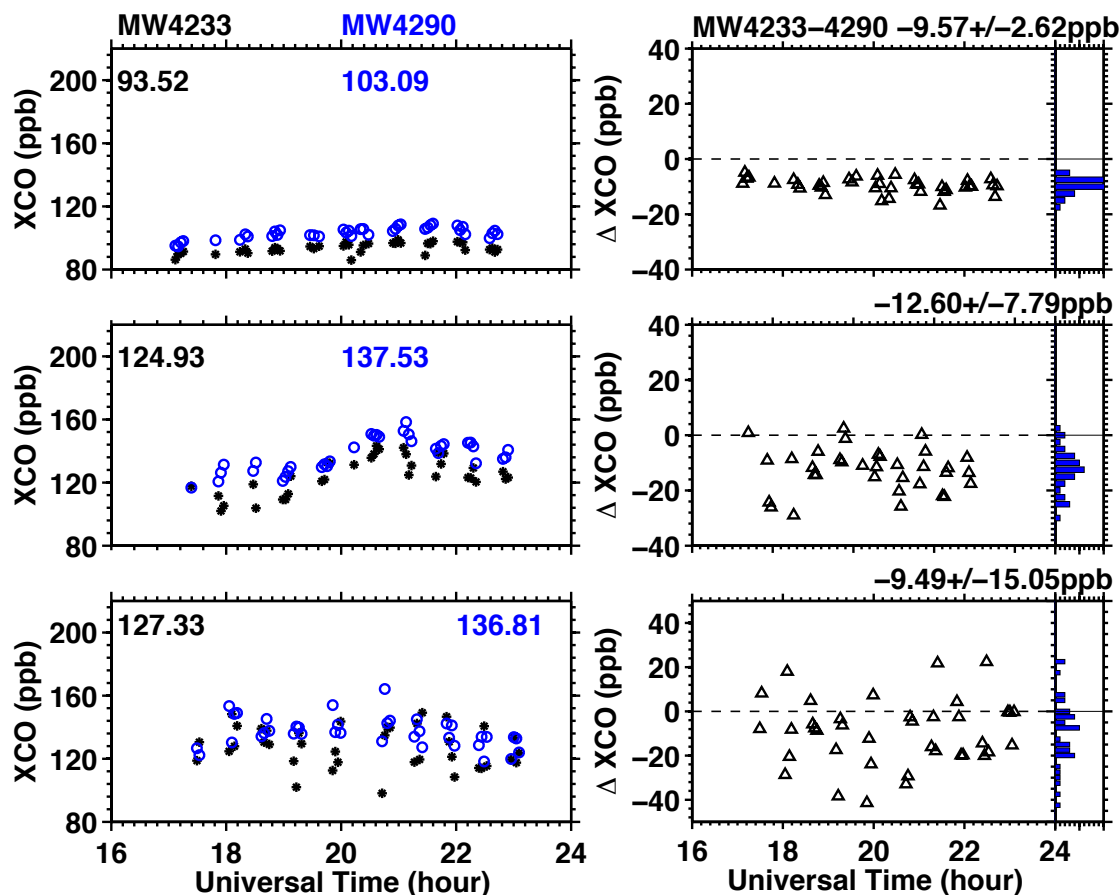 MW4233 MW4290 MW4233−4290 −9.57+/−2.62ppb
XCO (ppb)
200
160
120
80
93.52 103.09
Δ XCO (ppb)
40
20
0
−20
−40
−12.60+/−7.79ppb
XCO (ppb)
200
160
120
80
124.93 137.53
Δ XCO (ppb)
40
20
0
−20
−40
−9.49+/−15.05ppb
XCO (ppb)
200
160
120
80
127.33 136.81
Δ XCO (ppb)
40
20
0
−20
−40
16 18 20 22 24
Universal Time (hour)
16 18 20 22 24
Universal Time (hour)